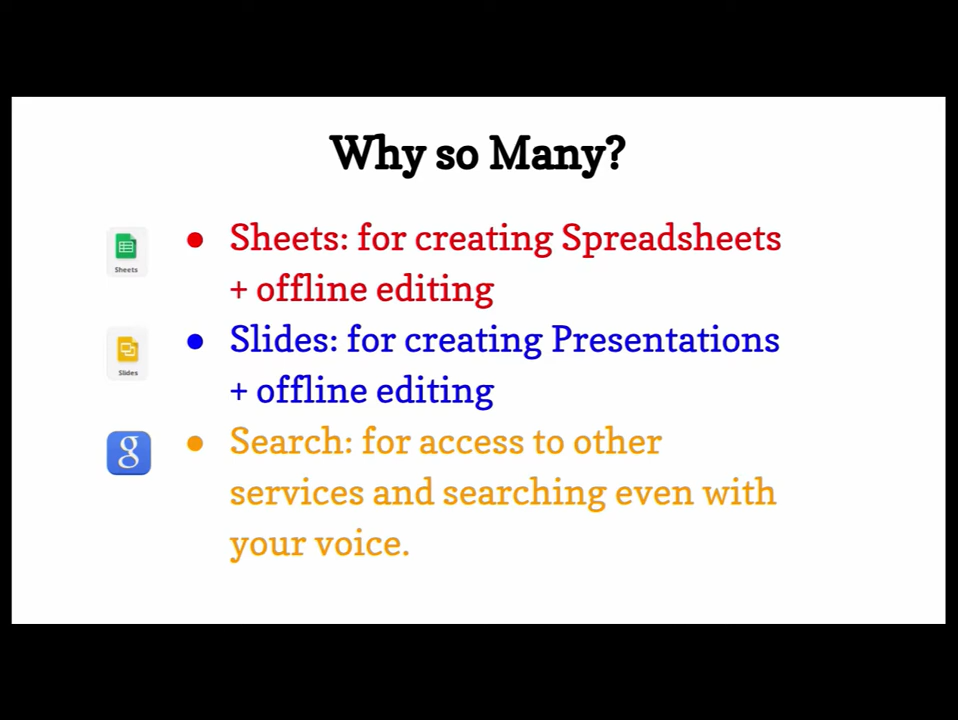 Why so Many?
Sheets
● Sheets: for creating Spreadsheets
+ offline editing
Slides
● Slides: for creating Presentations
+ offline editing
g
● Search: for access to other
services and searching even with
your voice.